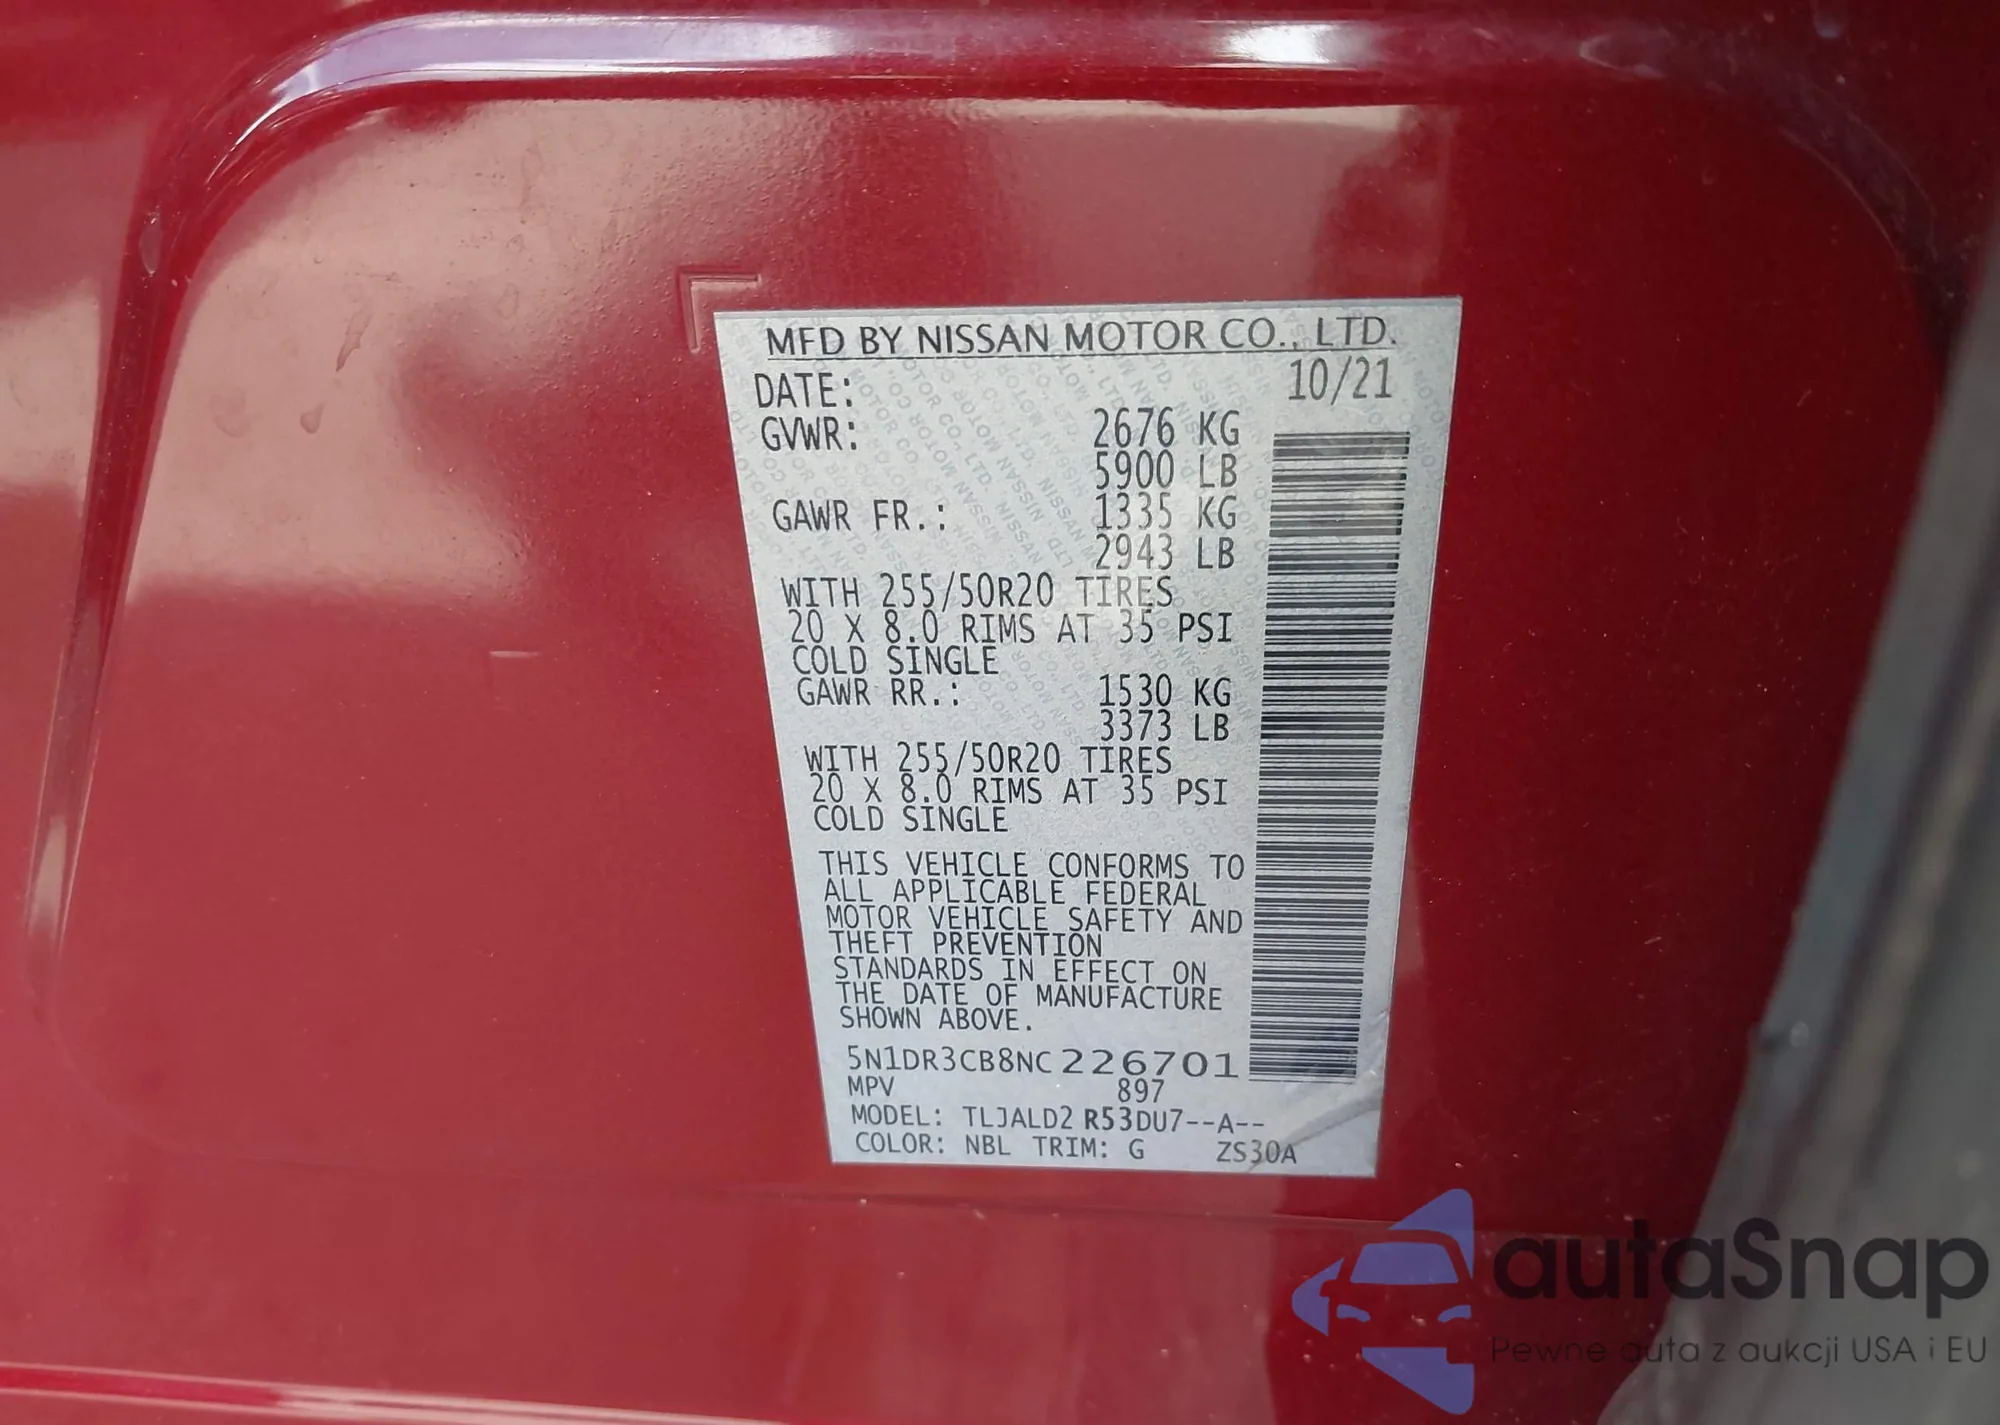 MFD BY NISSAN MOTOR CO., LTD.
DATE: 10/21
GVWR: 2676 KG
5900 LB
GAWR FR.: 1335 KG
2943 LB
WITH 255/50R20 TIRES
20 X 8.0 RIMS AT 35 PSI
COLD SINGLE
GAWR RR.: 1530 KG
3373 LB
WITH 255/50R20 TIRES
20 X 8.0 RIMS AT 35 PSI
COLD SINGLE
THIS VEHICLE CONFORMS TO
ALL APPLICABLE FEDERAL
MOTOR VEHICLE SAFETY AND
THEFT PREVENTION
STANDARDS IN EFFECT ON
THE DATE OF MANUFACTURE
SHOWN ABOVE.
5N1DR3CB8NC226701
MPV 897
MODEL: TLJALD2 R53DU7--A--
COLOR: NBL TRIM: G ZS30A
autaSnap
Pewne auta z aukcji USA i EU